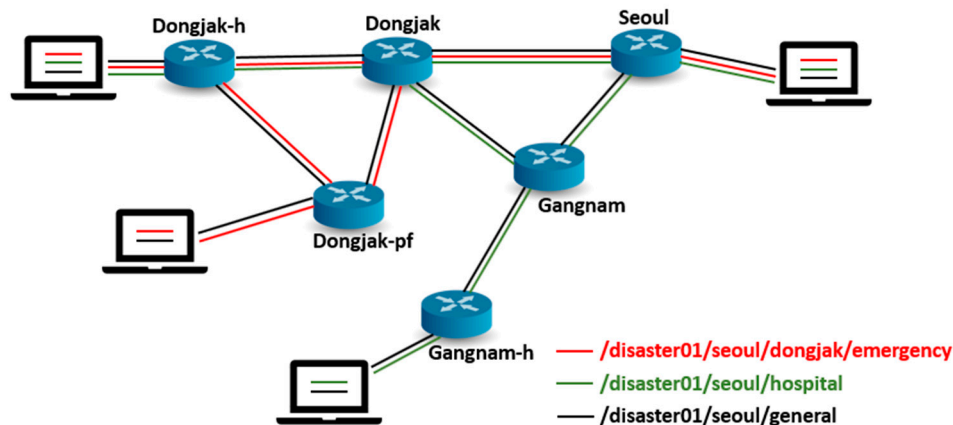 Dongjak-h
Dongjak
Seoul
Gangnam
Dongjak-pf
Gangnam-h
/disaster01/seoul/dongjak/emergency
/disaster01/seoul/hospital
/disaster01/seoul/general